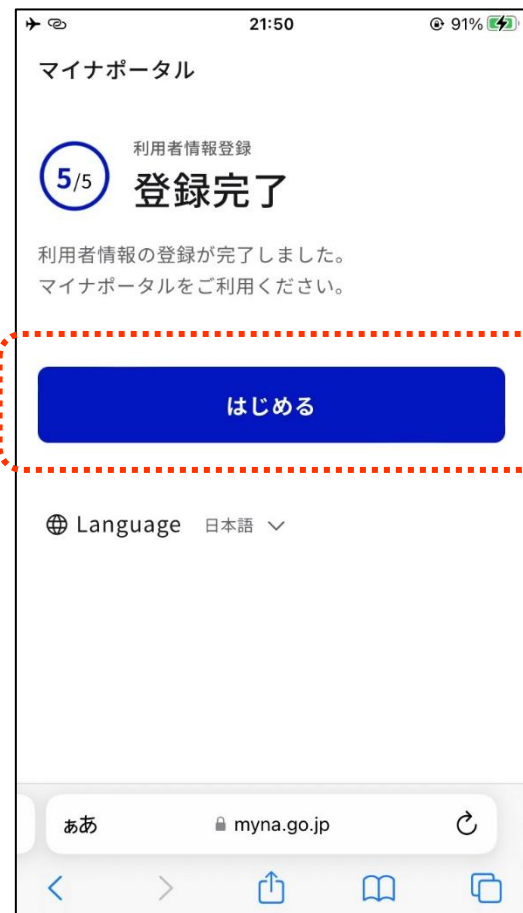 21:50
91%
マイナポータル
5/5
利用者情報登録
登録完了
利用者情報の登録が完了しました。
マイナポータルをご利用ください。
はじめる
Language 日本語
ぁあ myna.go.jp